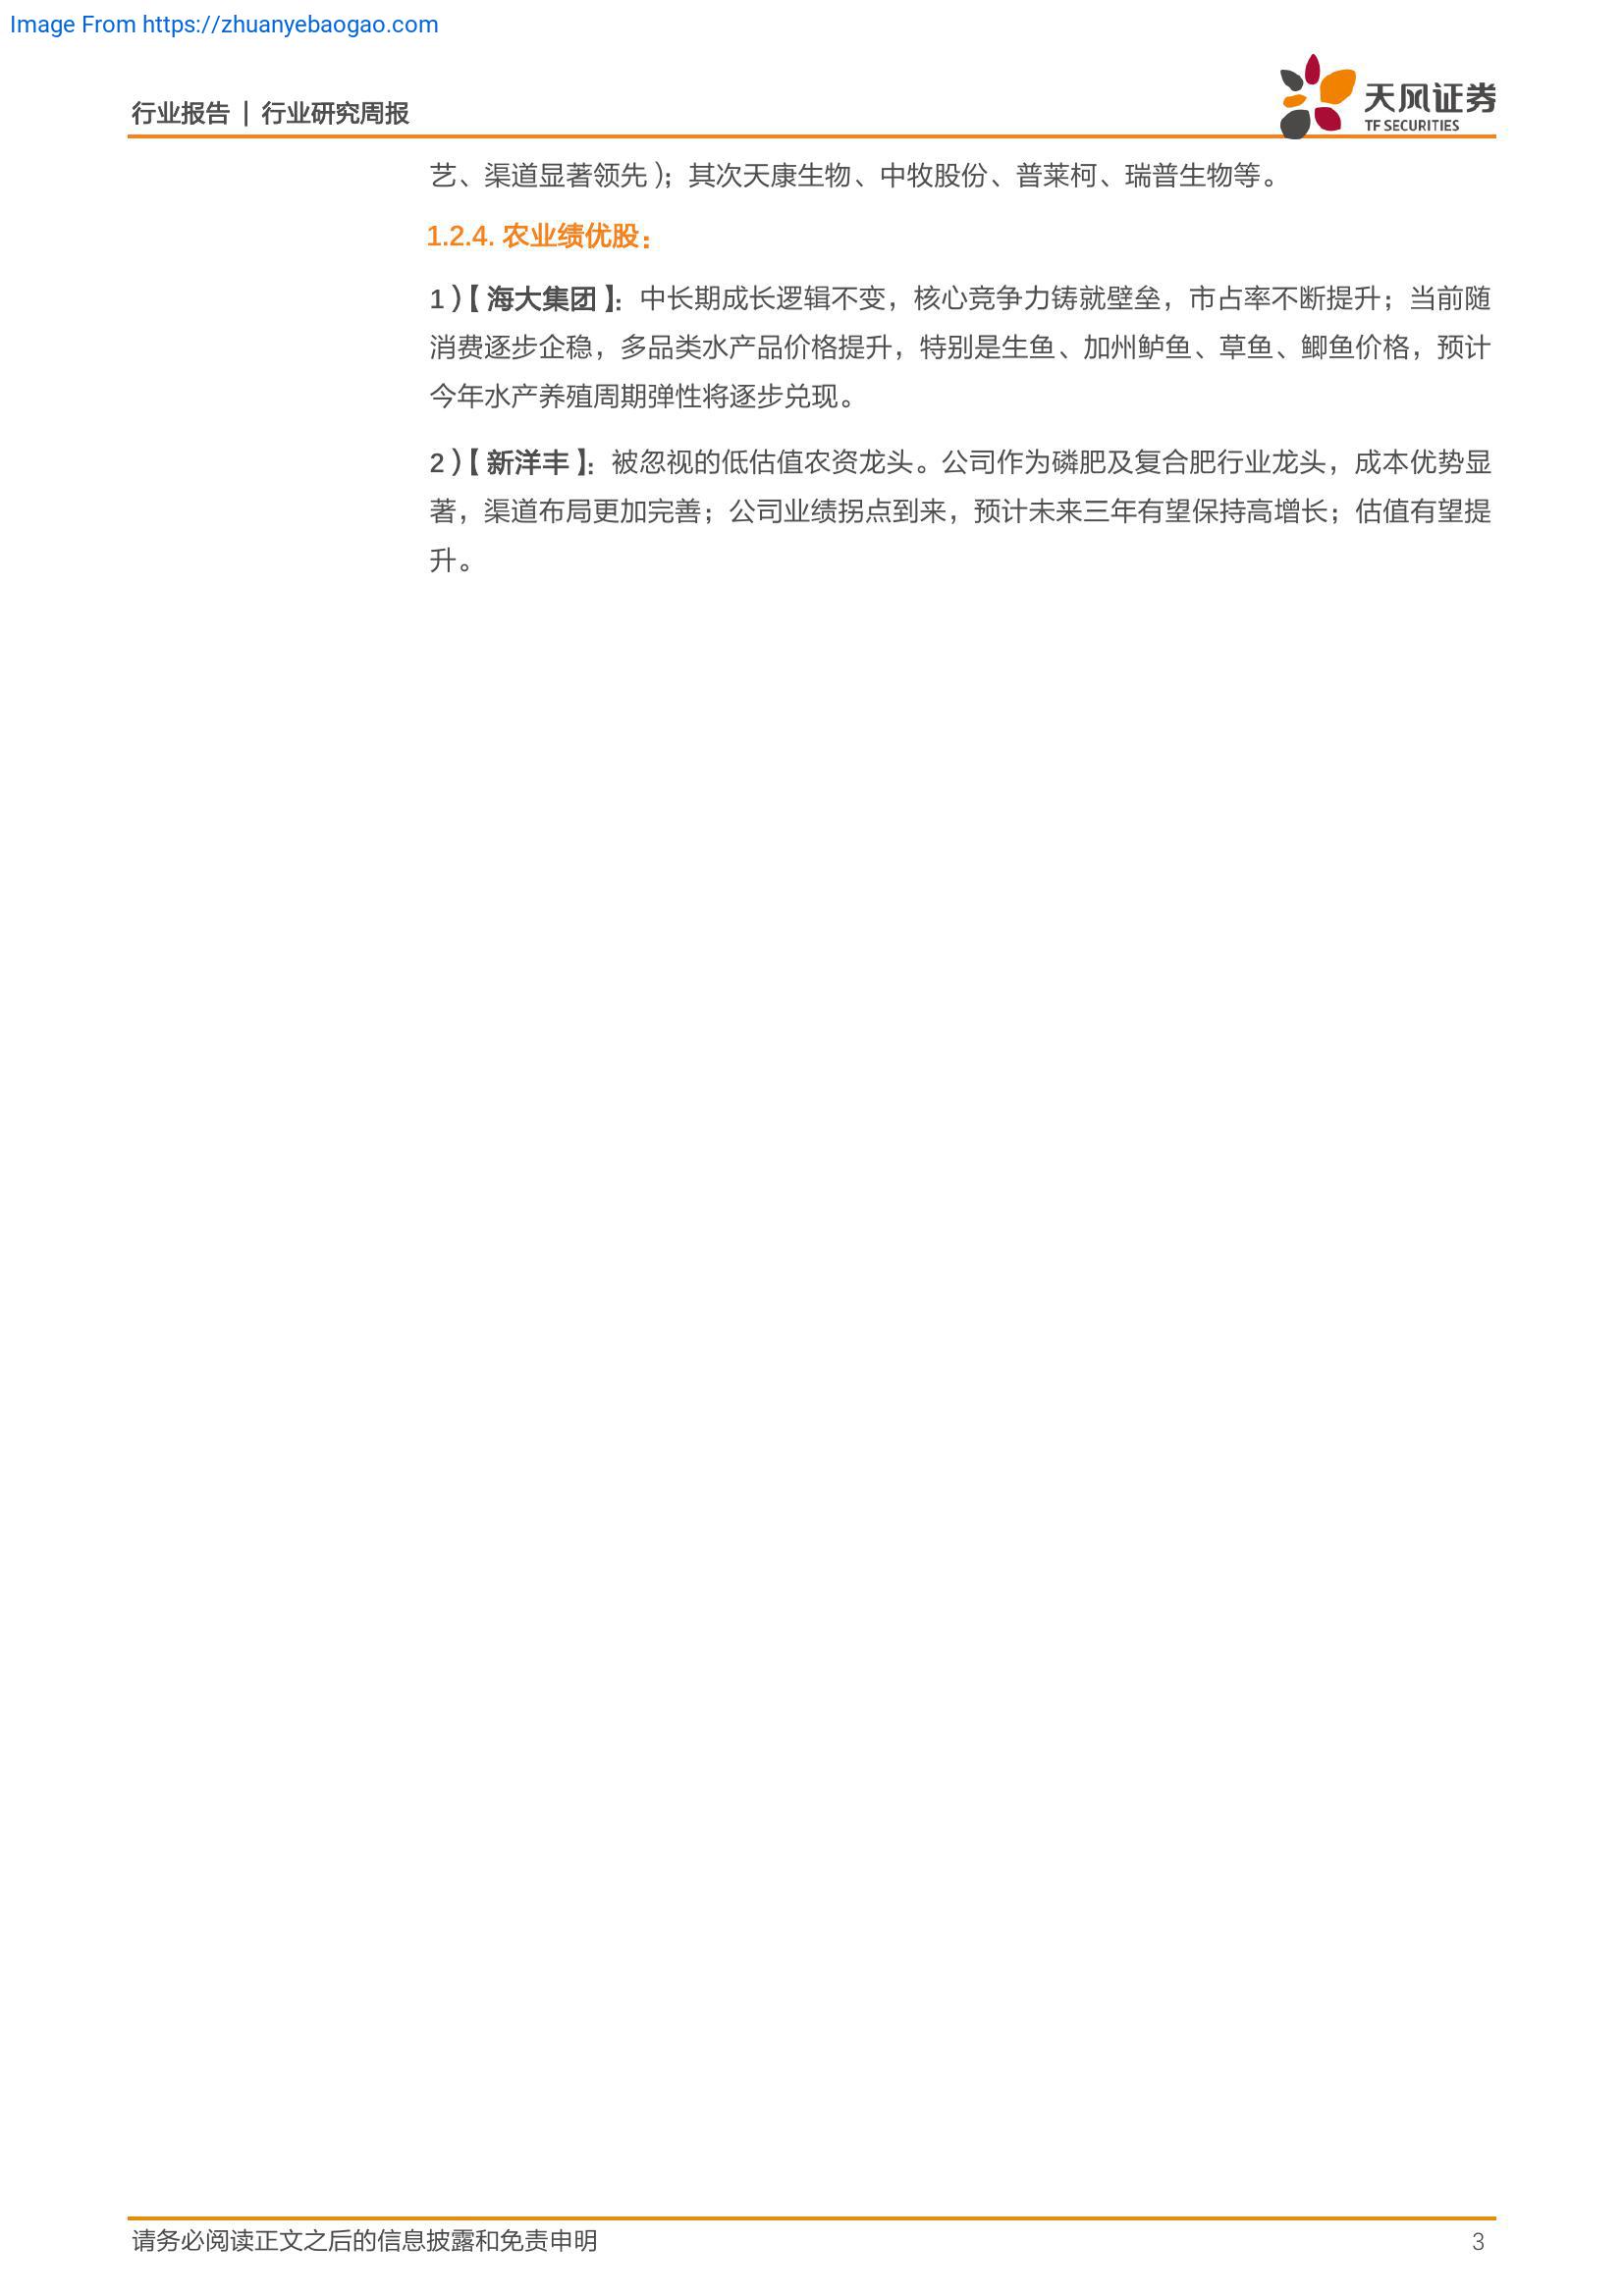 Image From https://zhuanyebaogao.com
行业报告 | 行业研究周报
天风证券
TF SECURITIES
艺、渠道显著领先）；其次天康生物、中牧股份、普莱柯、瑞普生物等。
1.2.4. 农业绩优股：
1）【海大集团】：中长期成长逻辑不变，核心竞争力铸就壁垒，市占率不断提升；当前随
消费逐步企稳，多品类水产品价格提升，特别是生鱼、加州鲈鱼、草鱼、鲫鱼价格，预计
今年水产养殖周期弹性将逐步兑现。
2）【新洋丰】：被忽视的低估值农资龙头。公司作为磷肥及复合肥行业龙头，成本优势显
著，渠道布局更加完善；公司业绩拐点到来，预计未来三年有望保持高增长；估值有望提
升。
请务必阅读正文之后的信息披露和免责申明
3